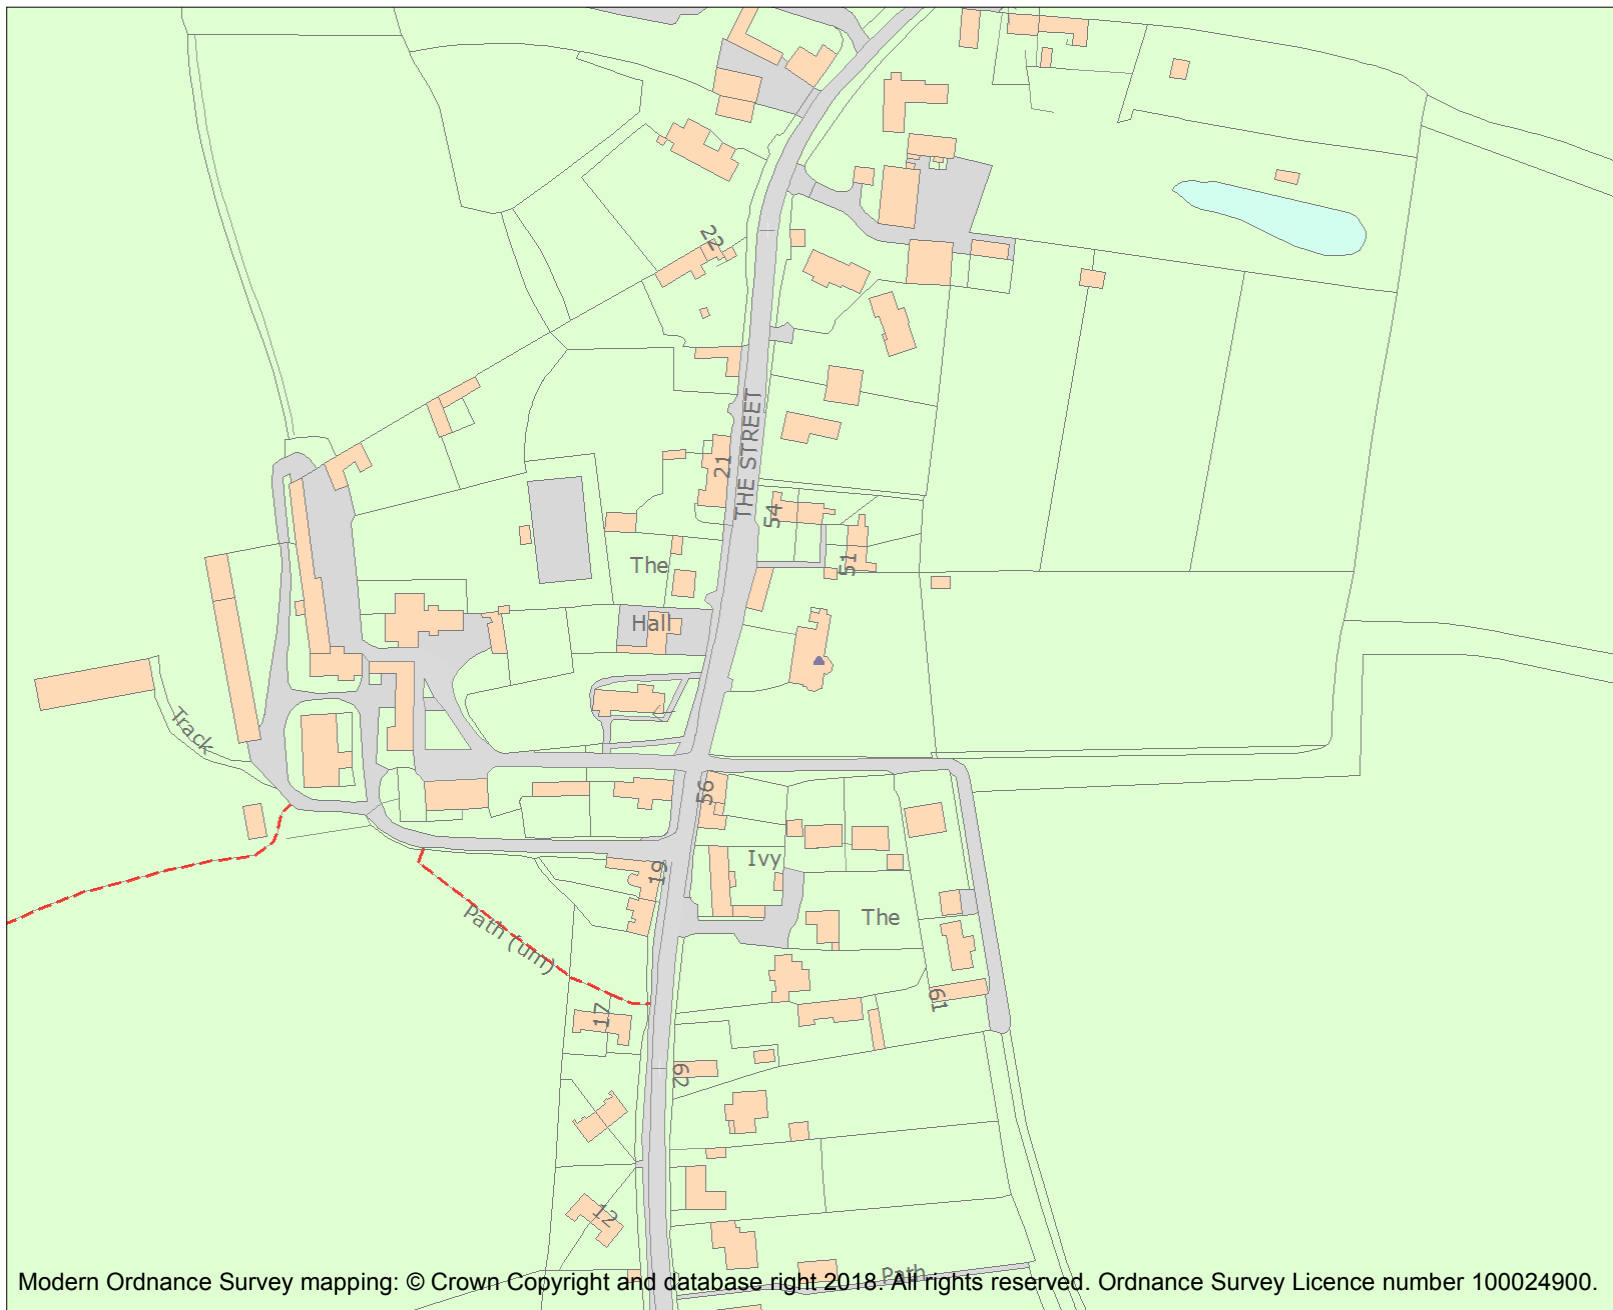 22
THE STREET
21
54
51
The
Hall
Track
56
Ivy
19
The
Path (um)
61
17
62
12
Path
Modern Ordnance Survey mapping: © Crown Copyright and database right 2018. All rights reserved. Ordnance Survey Licence number 100024900.